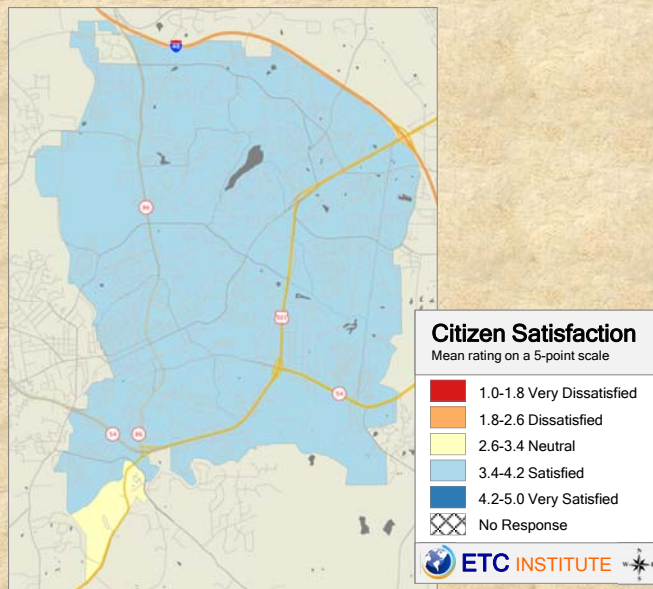 40
86
501
54
54
86
Citizen Satisfaction
Mean rating on a 5-point scale
1.0-1.8 Very Dissatisfied
1.8-2.6 Dissatisfied
2.6-3.4 Neutral
3.4-4.2 Satisfied
4.2-5.0 Very Satisfied
No Response
ETC INSTITUTE
N
W
S